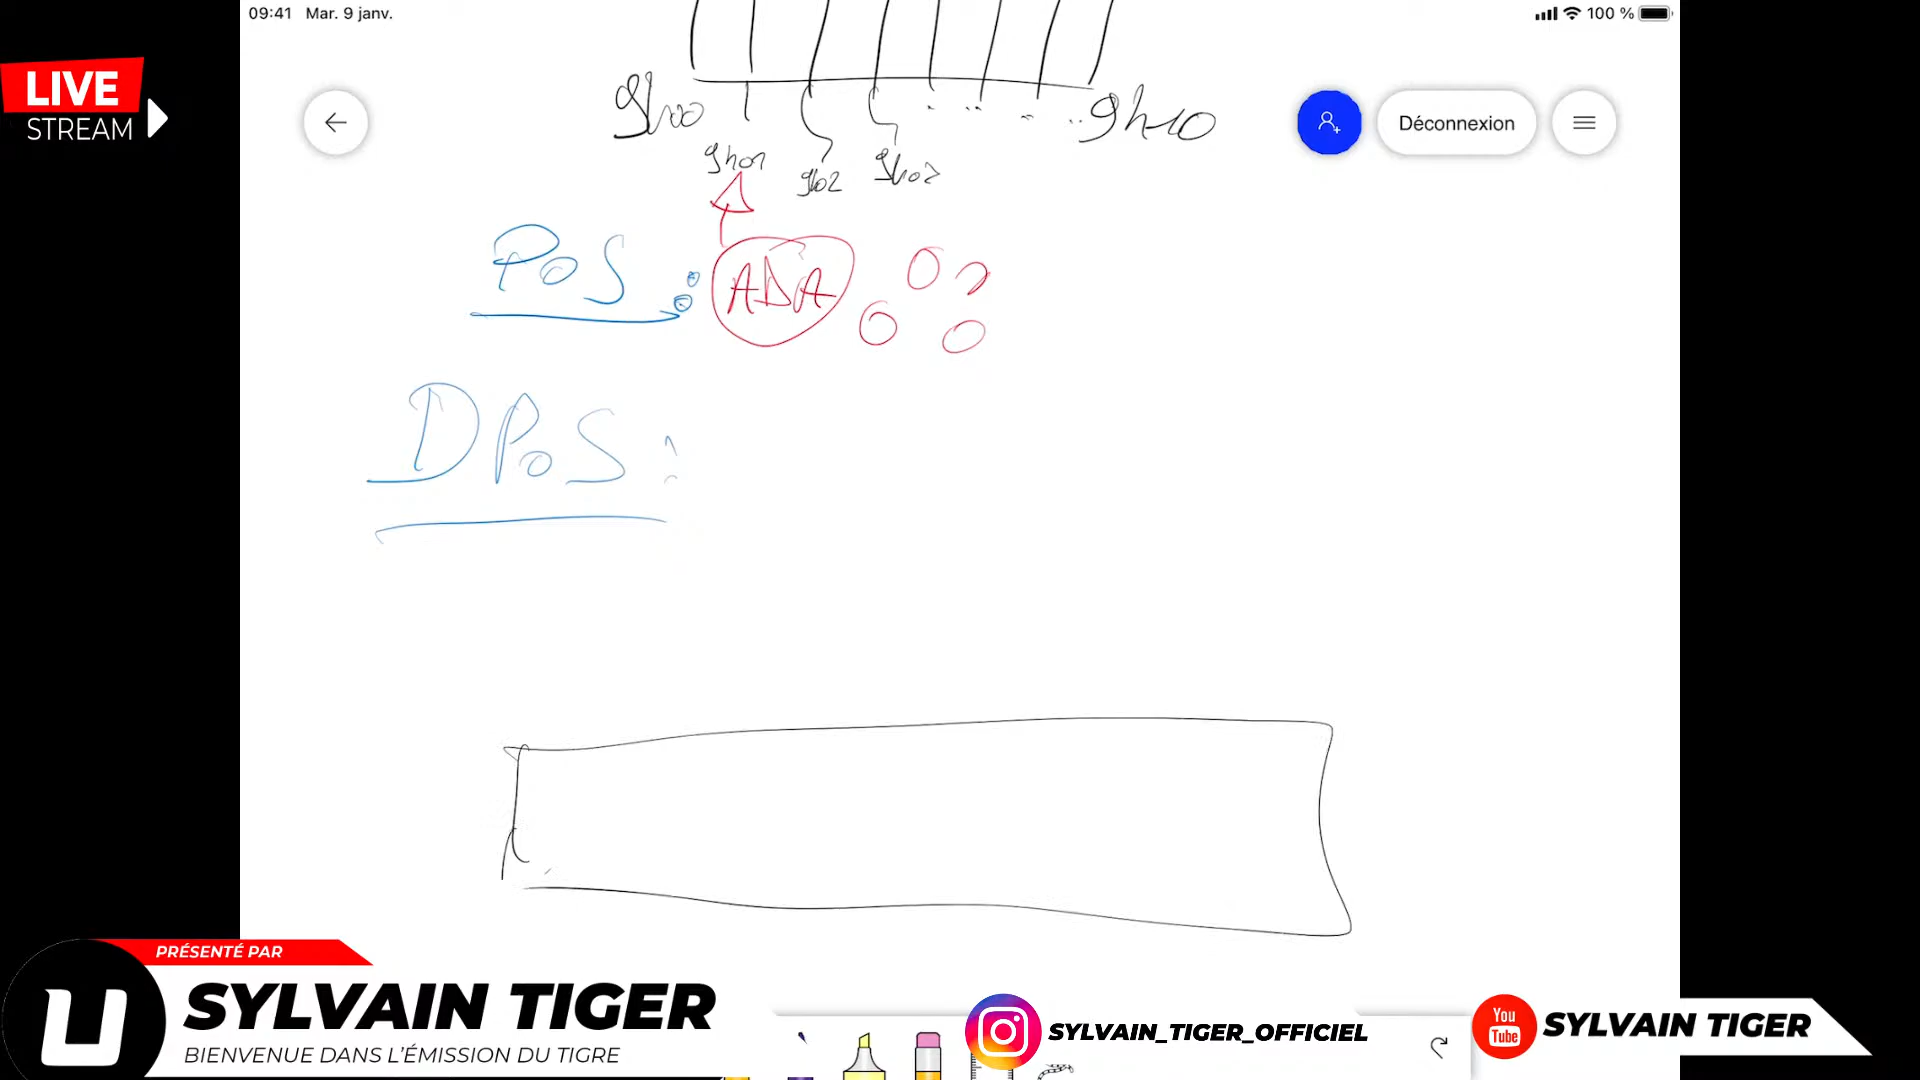 09:41 Mar. 9 janv.
100 %
LIVE
STREAM
Déconnexion
9h00
9h10
9h01
9h02
9h03
PoS :
ADA
DPoS :
PRÉSENTÉ PAR
SYLVAIN TIGER
BIENVENUE DANS L'ÉMISSION DU TIGRE
SYLVAIN_TIGER_OFFICIEL
You
Tube
SYLVAIN TIGER